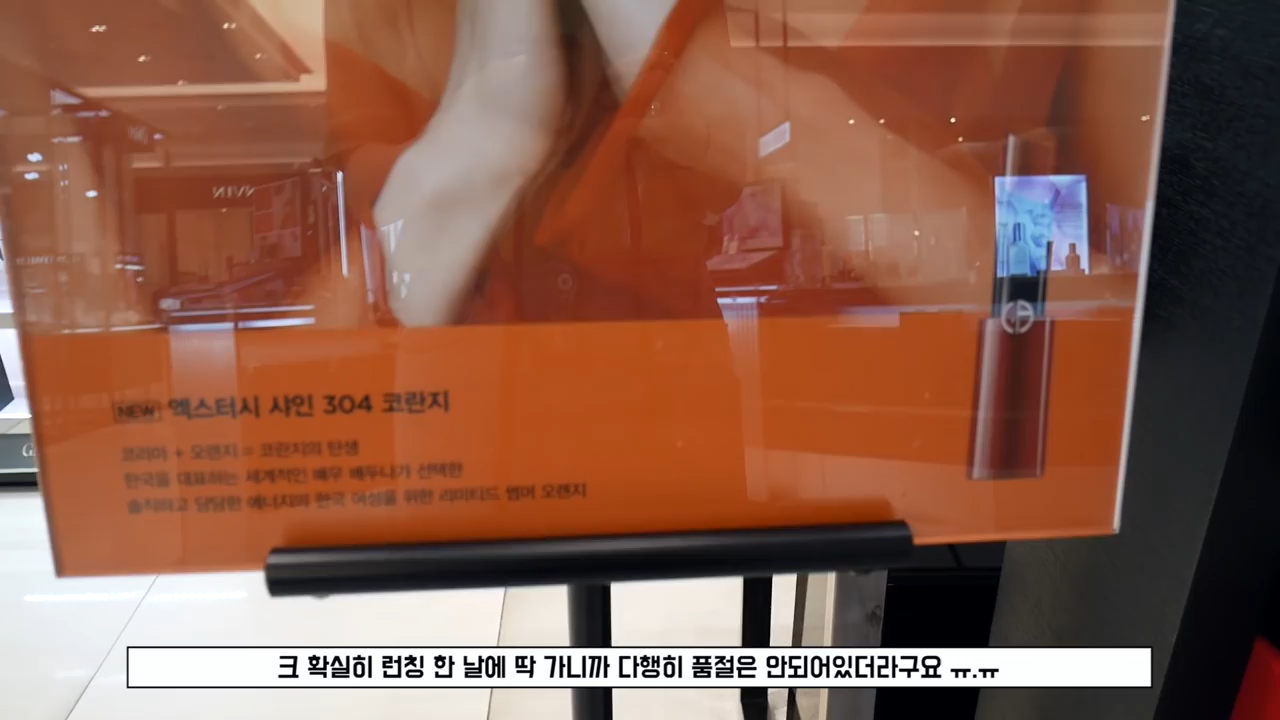 NEW 엑스터시 샤인 304 코란지
코리아 + 오렌지 = 코란지의 탄생
한국을 대표하는 세계적인 배우 배두나가 선택한
솔직하고 당당한 에너지의 한국 여성을 위한 리미티드 썸머 오렌지
크 확실히 런칭 한 날에 딱 가니까 다행히 품절은 안되어있더라구요 ㅠ.ㅠ